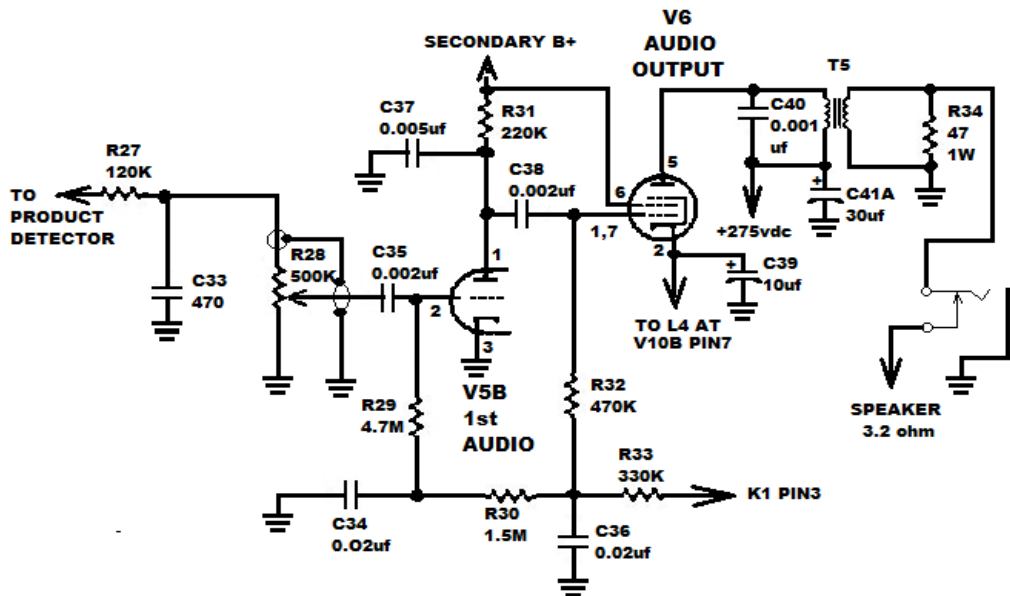 V6
AUDIO
OUTPUT
SECONDARY B+
T5
C37
0.005uf
R31
220K
C40
0.001
uf
R34
47
1W
R27
120K
C38
0.002uf
5
6
1,7
2
C41A
30uf
+
+275vdc
TO
PRODUCT
DETECTOR
R28
500K
C35
0.002uf
1
2
3
+
C39
10uf
C33
470
TO L4 AT
V10B PIN7
V5B
1st
AUDIO
R29
4.7M
R32
470K
SPEAKER
3.2 ohm
R33
330K
K1 PIN3
C34
0.O2uf
R30
1.5M
C36
0.02uf